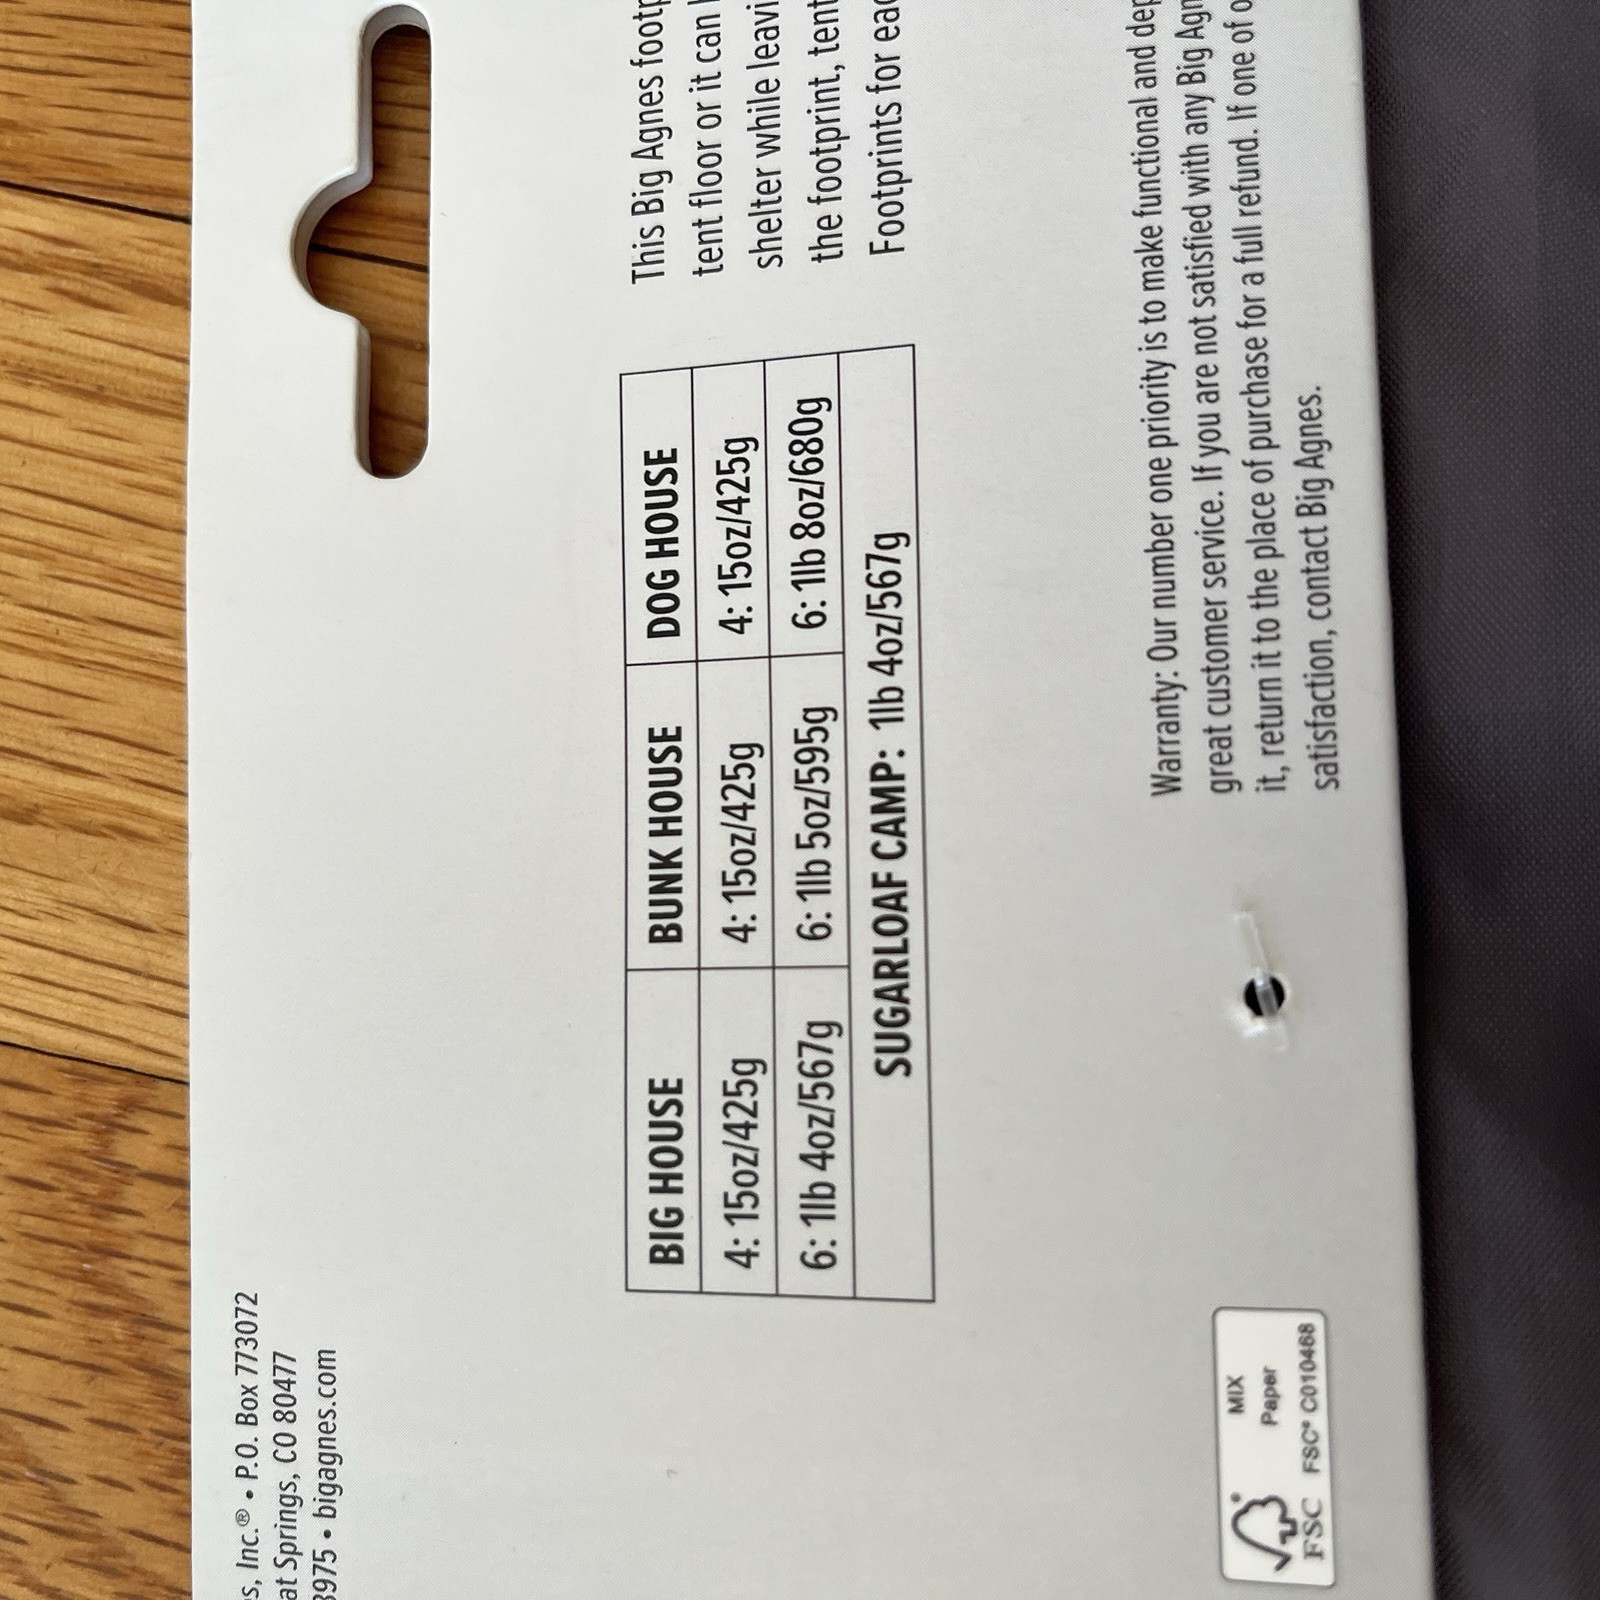 s, Inc.® • P.O. Box 773072
at Springs, CO 80477
3975 • bigagnes.com
BIG HOUSE BUNK HOUSE DOG HOUSE
4: 15oz/425g 4: 15oz/425g 4: 15oz/425g
6: 1lb 4oz/567g 6: 1lb 5oz/595g 6: 1lb 8oz/680g
SUGARLOAF CAMP: 1lb 4oz/567g
This Big Agnes footp
tent floor or it can
shelter while leavi
the footprint, tent
Footprints for eac
Warranty: Our number one priority is to make functional and dep
great customer service. If you are not satisfied with any Big Agn
it, return it to the place of purchase for a full refund. If one of o
satisfaction, contact Big Agnes.
MIX
Paper
FSC FSC® C010468